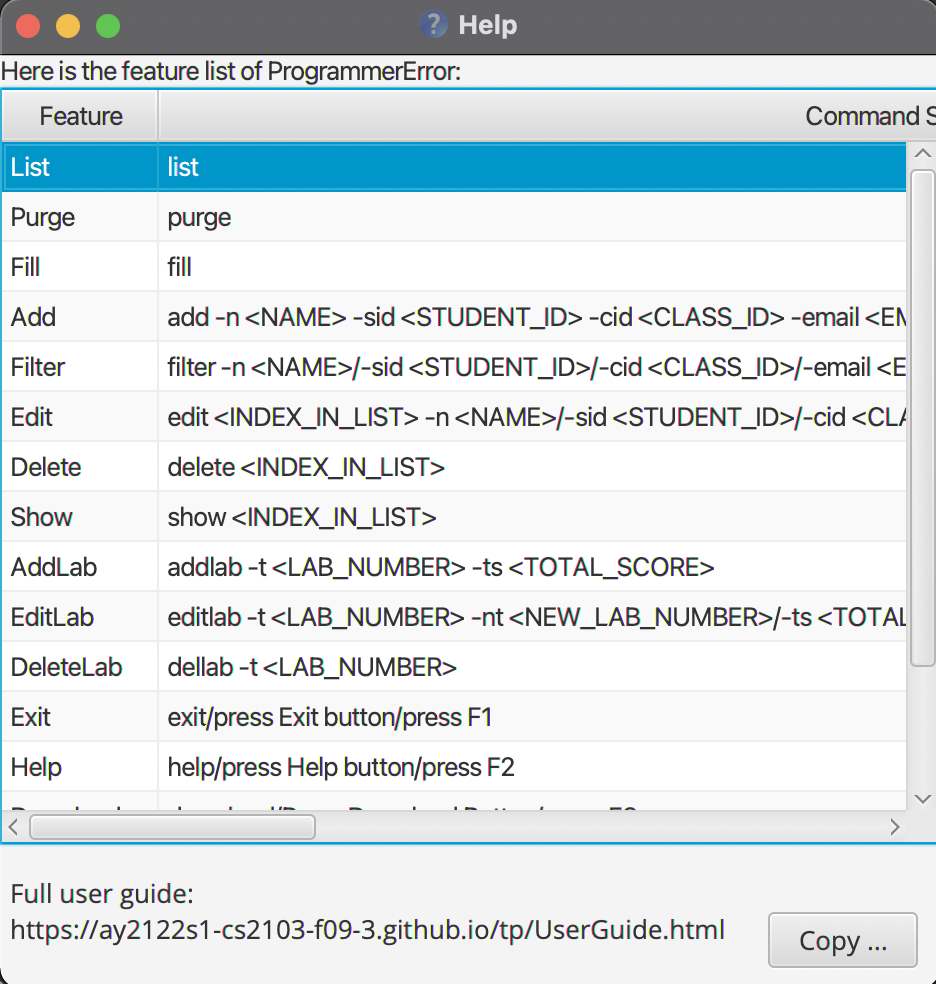 Help
Here is the feature list of ProgrammerError:
Feature Command S
List list
Purge purge
Fill fill
Add add -n <NAME> -sid <STUDENT_ID> -cid <CLASS_ID> -email <EM
Filter filter -n <NAME>/-sid <STUDENT_ID>/-cid <CLASS_ID>/-email <E
Edit edit <INDEX_IN_LIST> -n <NAME>/-sid <STUDENT_ID>/-cid <CLA
Delete delete <INDEX_IN_LIST>
Show show <INDEX_IN_LIST>
AddLab addlab -t <LAB_NUMBER> -ts <TOTAL_SCORE>
EditLab editlab -t <LAB_NUMBER> -nt <NEW_LAB_NUMBER>/-ts <TOTAL
DeleteLab dellab -t <LAB_NUMBER>
Exit exit/press Exit button/press F1
Help help/press Help button/press F2
Full user guide:
https://ay2122s1-cs2103-f09-3.github.io/tp/UserGuide.html
Copy ...